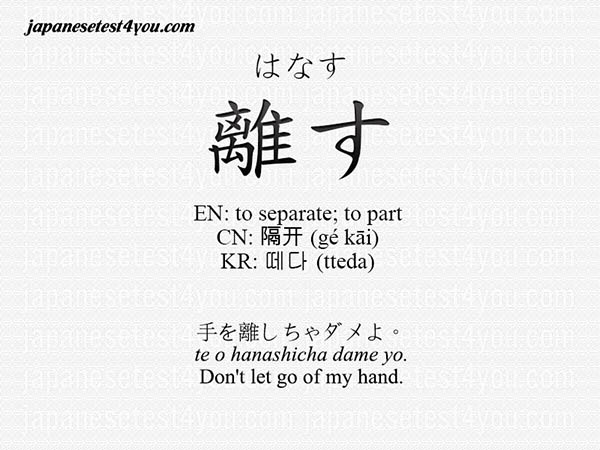 japanesetest4you.com
はなす
離す
EN: to separate; to part
CN: 隔开 (gé kāi)
KR: 떼다 (tteda)
手を離しちゃダメよ。
te o hanashicha dame yo.
Don't let go of my hand.